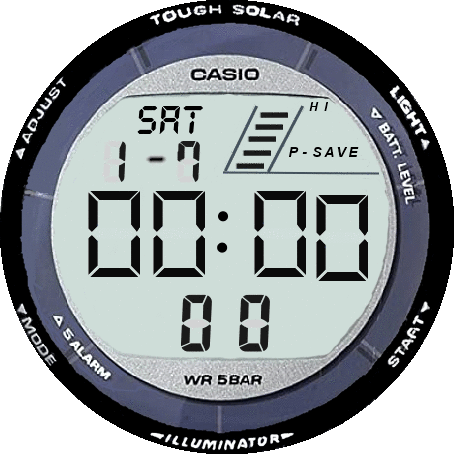 TOUGH SOLAR
CASIO
ADJUST
LIGHT
BATT. LEVEL
SAT
HI
P-SAVE
1-7
00:00
00
MODE
5 ALARM
START
WR 5BAR
ILLUMINATOR